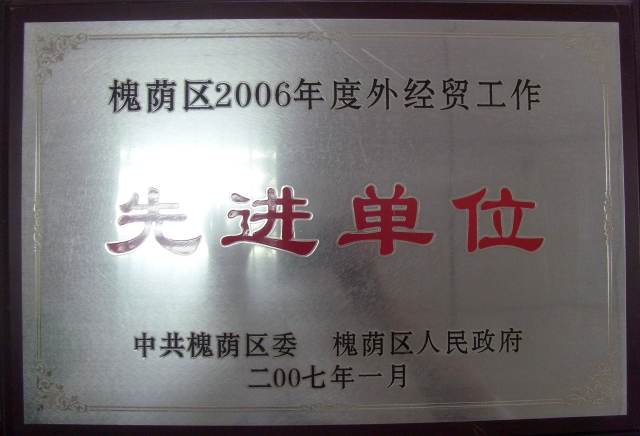 槐荫区2006年度外经贸工作
先进单位
中共槐荫区委 槐荫区人民政府
二00七年一月